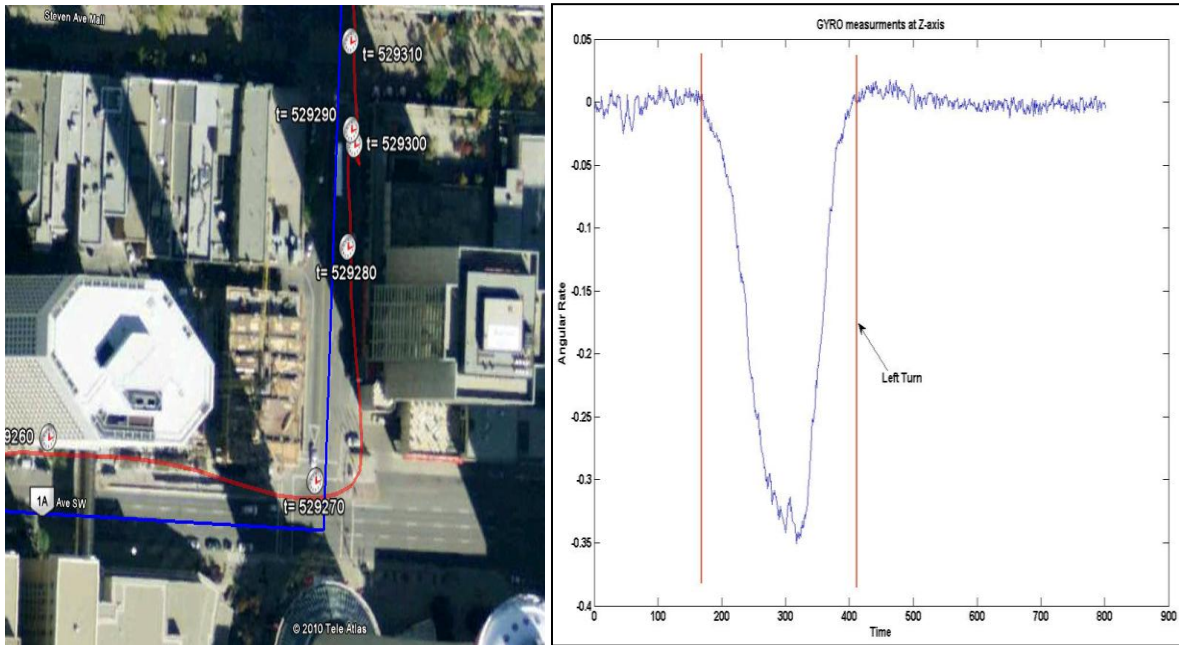 Steven Ave Mall
t= 529310
t= 529290
t= 529300
t= 529280
9260
1A
Ave SW
t= 529270
© 2010 Tele Atlas
GYRO measurments at Z-axis
Angular Rate
0.05
0
-0.05
-0.1
-0.15
-0.2
-0.25
-0.3
-0.35
-0.4
Left Turn
0 100 200 300 400 500 600 700 800 900
Time